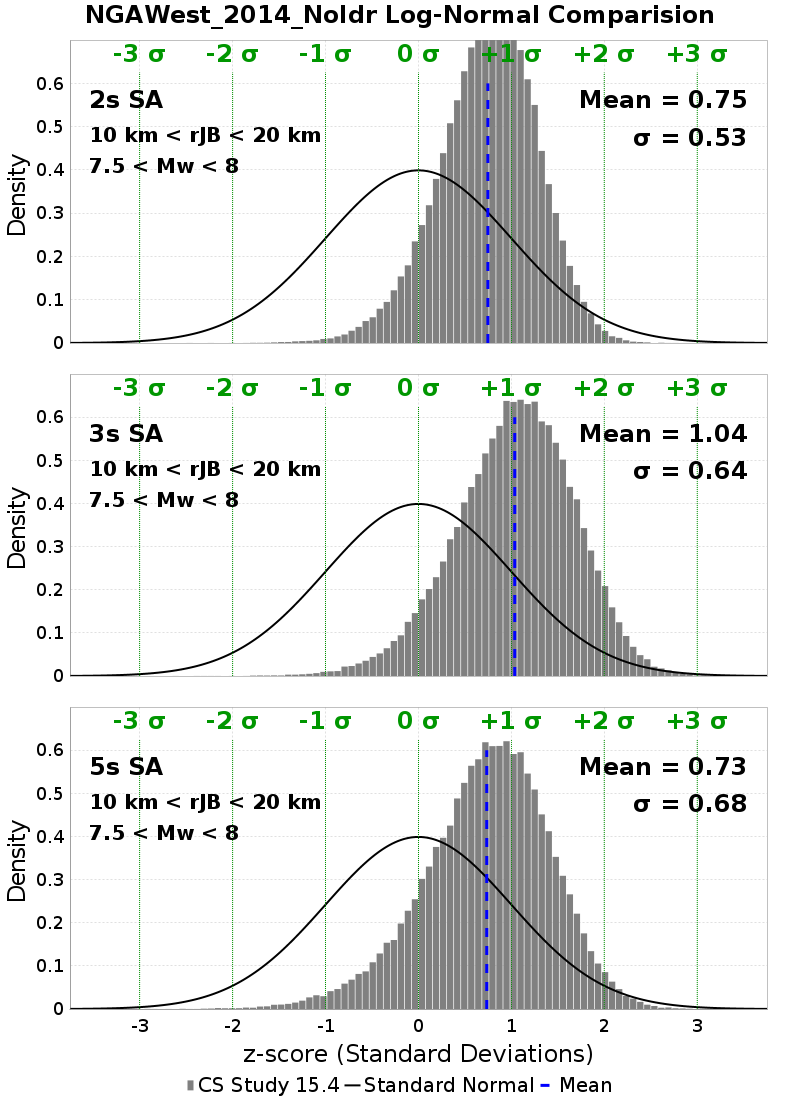 NGAWest_2014_NoIdr Log-Normal Comparision
-3 σ -2 σ -1 σ 0 σ +1 σ +2 σ +3 σ
2s SA
Mean = 0.75
10 km < rJB < 20 km
σ = 0.53
7.5 < Mw < 8
Density
0.6
0.5
0.4
0.3
0.2
0.1
0
-3 σ -2 σ -1 σ 0 σ +1 σ +2 σ +3 σ
3s SA
Mean = 1.04
10 km < rJB < 20 km
σ = 0.64
7.5 < Mw < 8
Density
0.6
0.5
0.4
0.3
0.2
0.1
0
-3 σ -2 σ -1 σ 0 σ +1 σ +2 σ +3 σ
5s SA
Mean = 0.73
10 km < rJB < 20 km
σ = 0.68
7.5 < Mw < 8
Density
0.6
0.5
0.4
0.3
0.2
0.1
0
-3 -2 -1 0 1 2 3
z-score (Standard Deviations)
CS Study 15.4 Standard Normal Mean